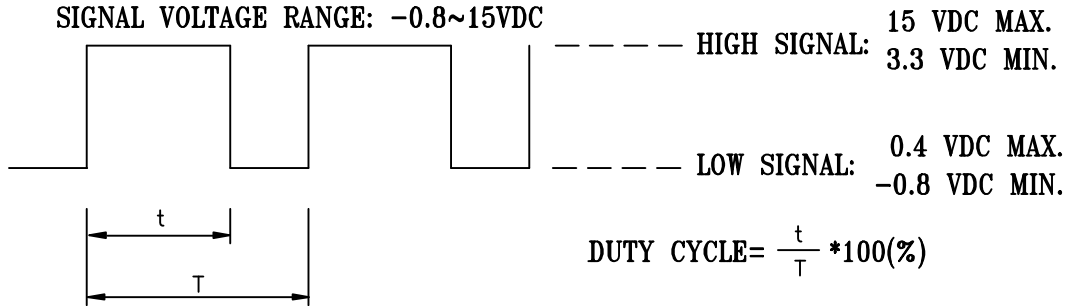 SIGNAL VOLTAGE RANGE: -0.8~15VDC
HIGH SIGNAL: 15 VDC MAX.
3.3 VDC MIN.
LOW SIGNAL: 0.4 VDC MAX.
-0.8 VDC MIN.
t
T
DUTY CYCLE= t/T *100(%)